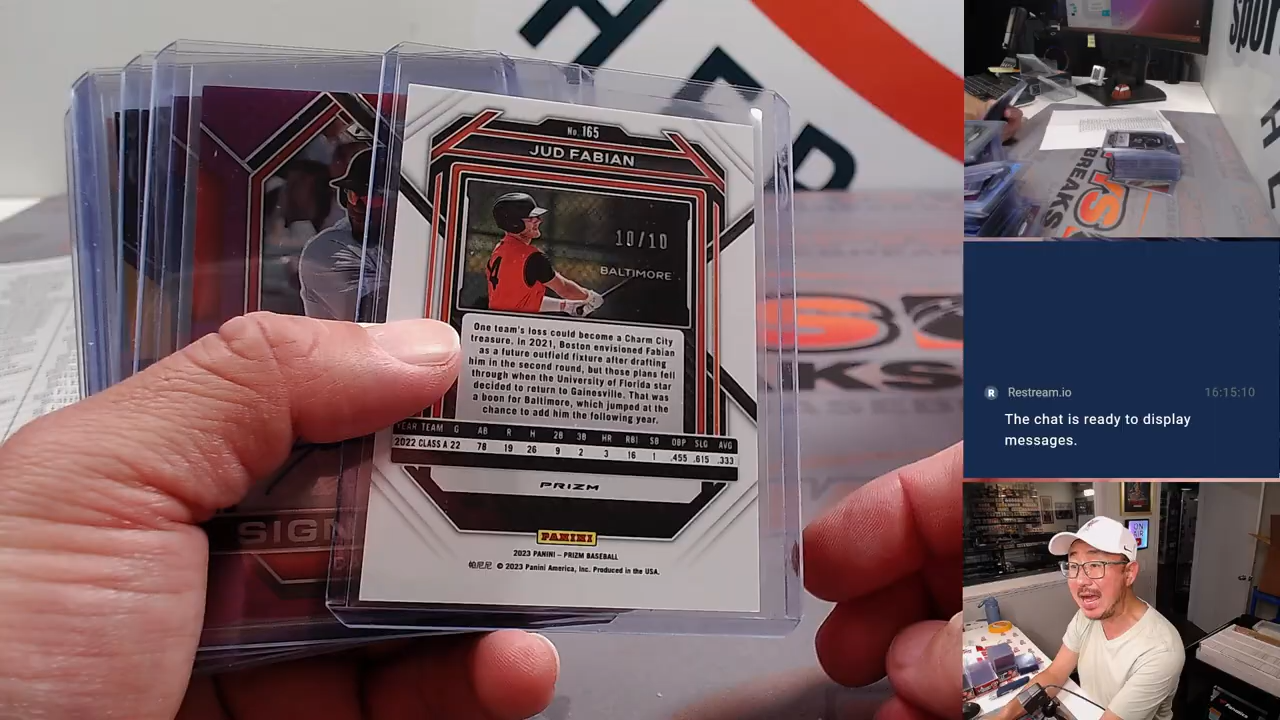 No. 165
JUD FABIAN
10/10
BALTIMORE
One team's loss could become a Charm City
treasure. In 2021, Boston envisioned Fabian
as a future outfield fixture after drafting
him in the second round, but those plans fell
through when the University of Florida star
decided to return to Gainesville. That was
a boon for Baltimore, which jumped at the
chance to add him the following year.
YEAR TEAM G AB R H 2B 3B HR RBI SB OBP SLG AVG
2022 CLASS A 22 78 19 26 9 2 3 16 1 .455 .615 .333
PRIZM
PANINI
2023 PANINI – PRIZM BASEBALL
帕尼尼 © 2023 Panini America, Inc. Produced in the USA.
SIGN
R Restream.io 16:15:10
The chat is ready to display
messages.
spor
RS
BREAKS
AKS
ON
AIR